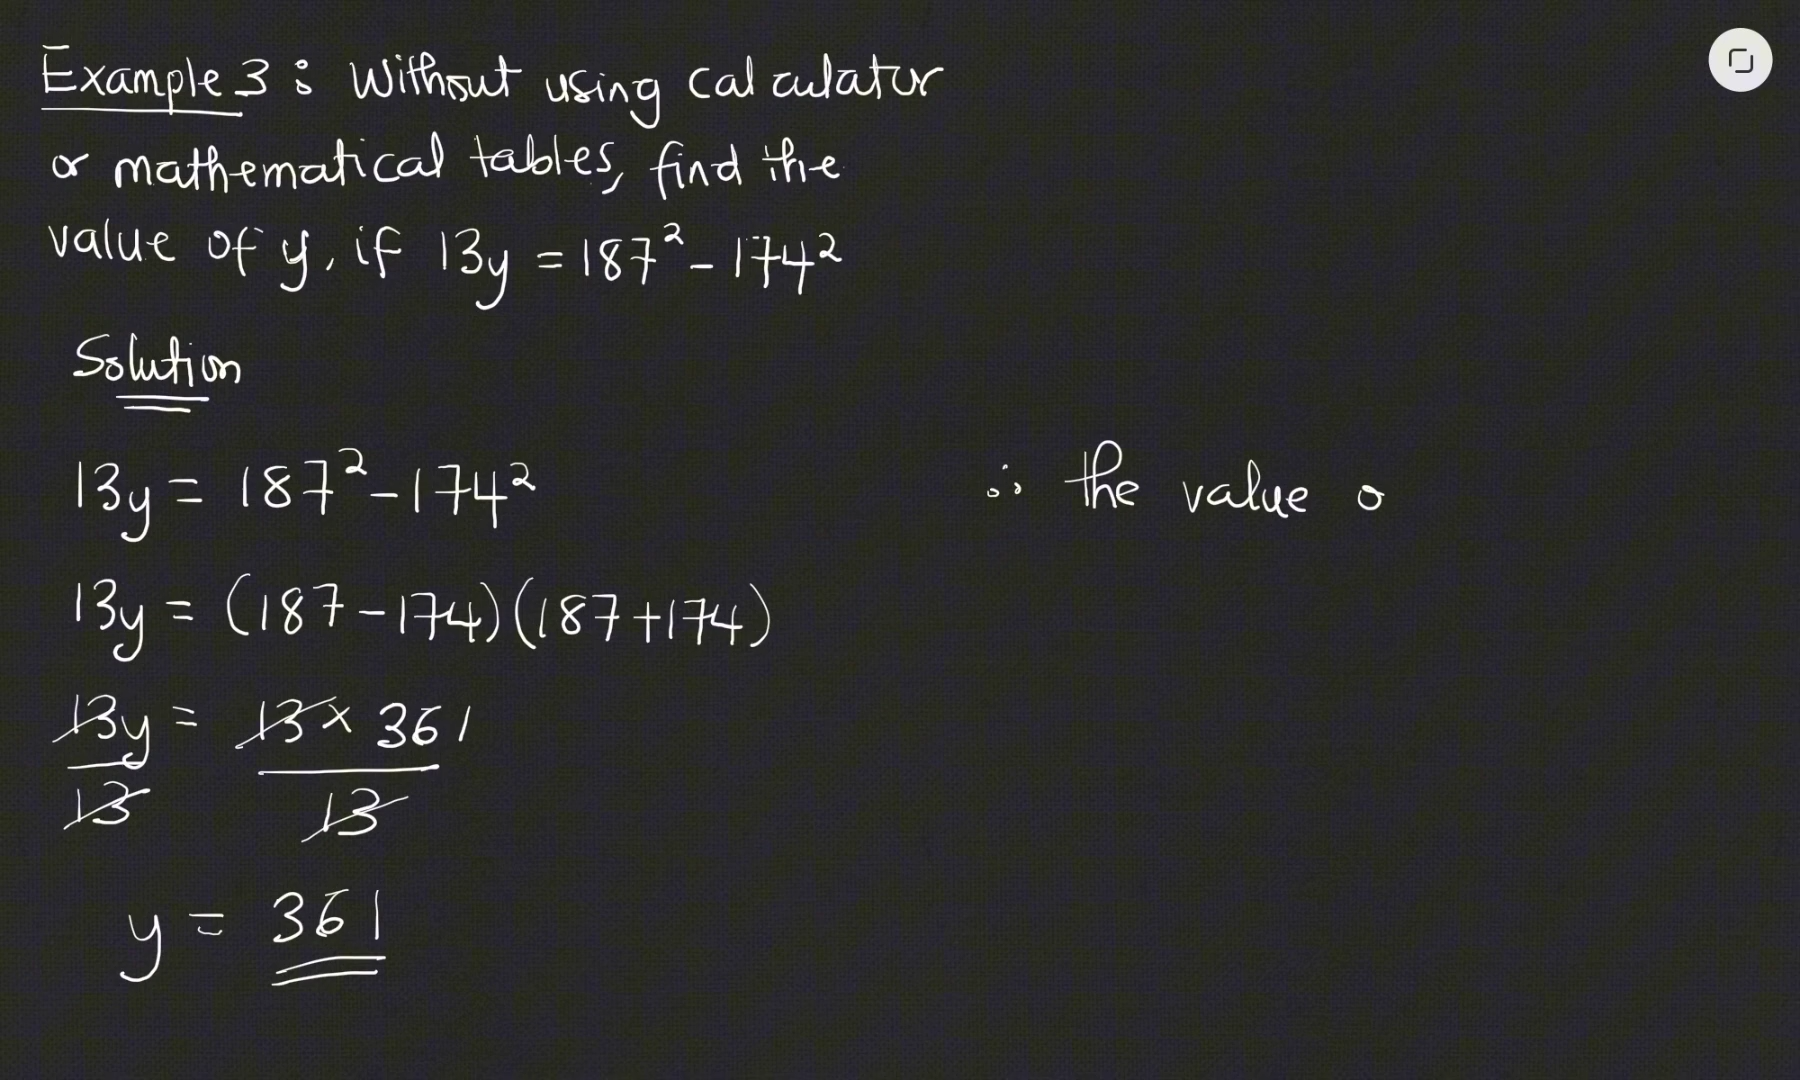 Example 3: Without using calculator
or mathematical tables, find the
value of y, if 13y = 187² - 174²
Solution
13y = 187² - 174²
13y = (187 - 174)(187 + 174)
13y = 13 × 361
13 13
y = 361
∴ the value o